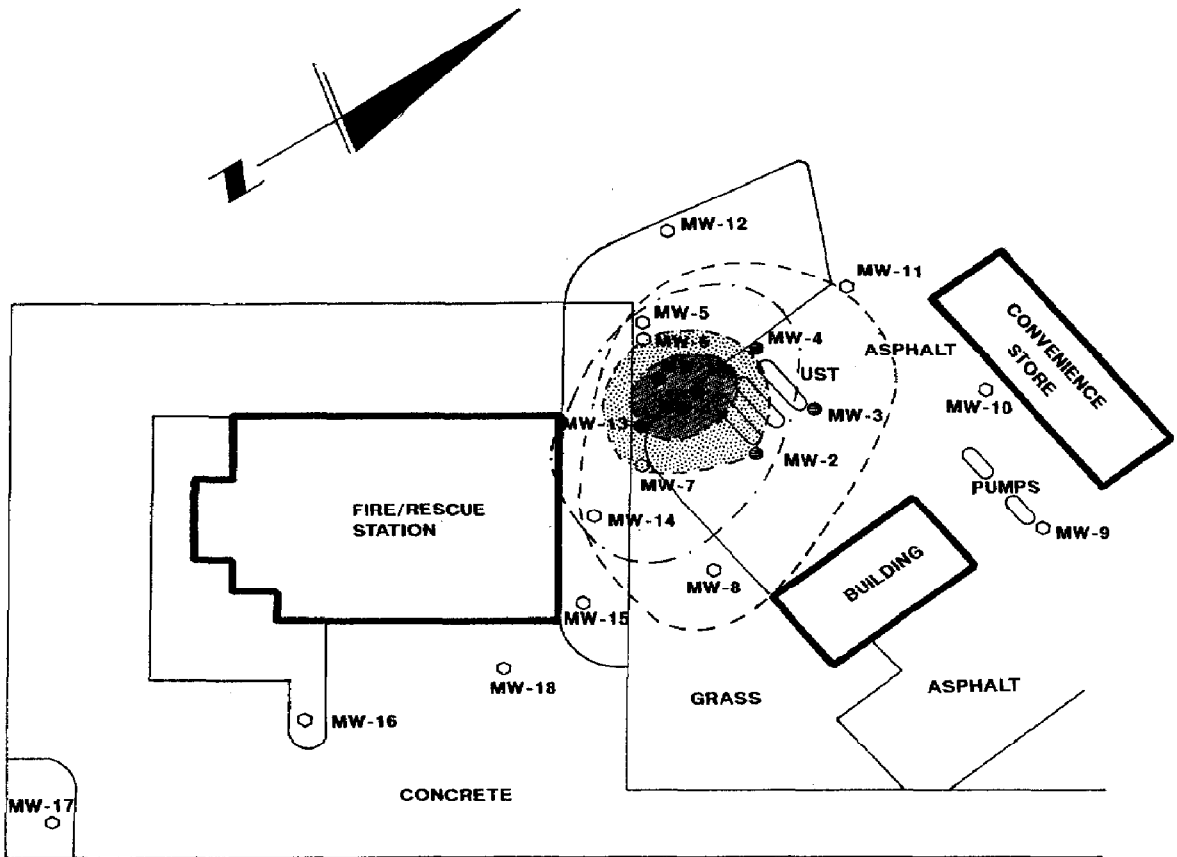 N
MW-12
MW-11
MW-5
MW-6
MW-4
ASPHALT
CONVENIENCE
STORE
UST
MW-10
MW-3
MW-13
MW-2
MW-7
PUMPS
FIRE/RESCUE
STATION
MW-14
MW-9
MW-8
BUILDING
MW-15
MW-18
GRASS
ASPHALT
MW-16
CONCRETE
MW-17